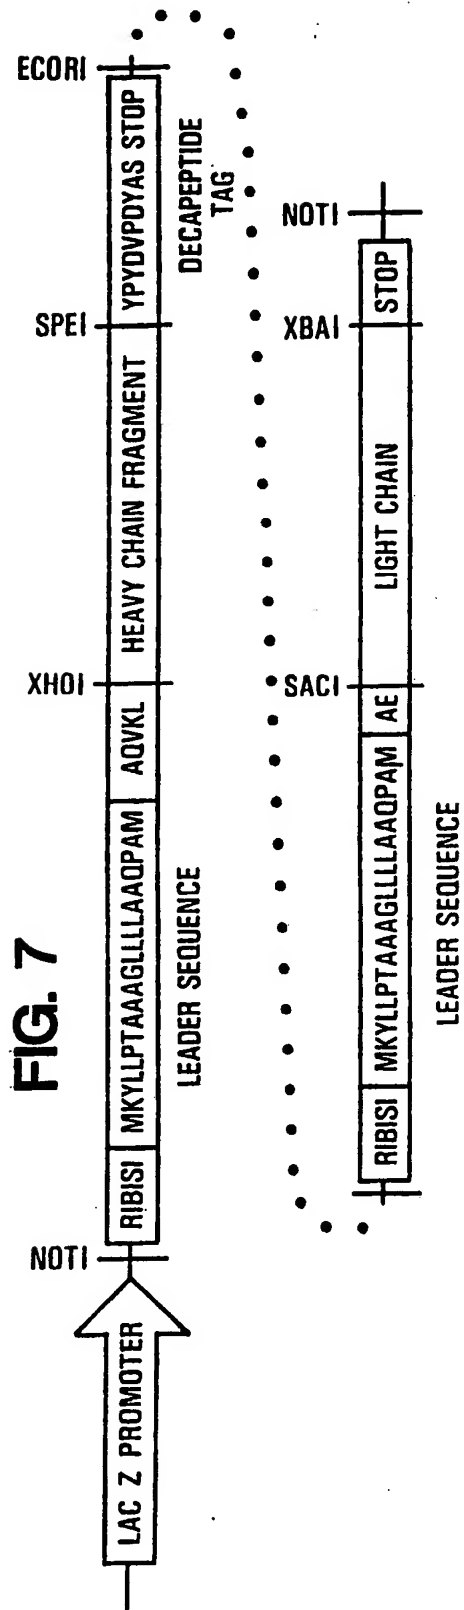 FIG. 7
LAC Z PROMOTER
NOTI
RIBISI
MKYLLPTAAAGLLLLAAQPAM
LEADER SEQUENCE
AQVKL
XHOI
HEAVY CHAIN FRAGMENT
SPEI
YPYDVPDYAS STOP
DECAPEPTIDE
TAG
ECORI
RIBISI
MKYLLPTAAAGLLLLAAQPAM
LEADER SEQUENCE
AE
SACI
LIGHT CHAIN
XBAI
STOP
NOTI